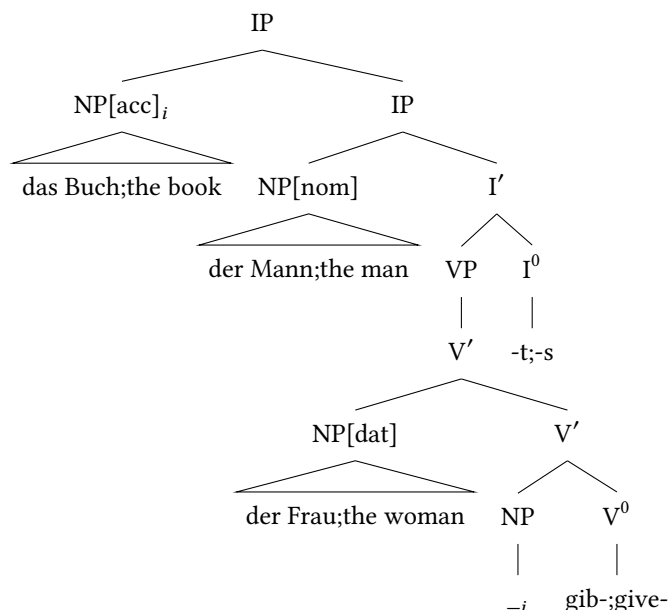 IP
NP[acc]ᵢ IP
das Buch;the book NP[nom] I′
der Mann;the man VP I⁰
V′ -t;-s
NP[dat] V′
der Frau;the woman NP V⁰
_ᵢ gib-;give-